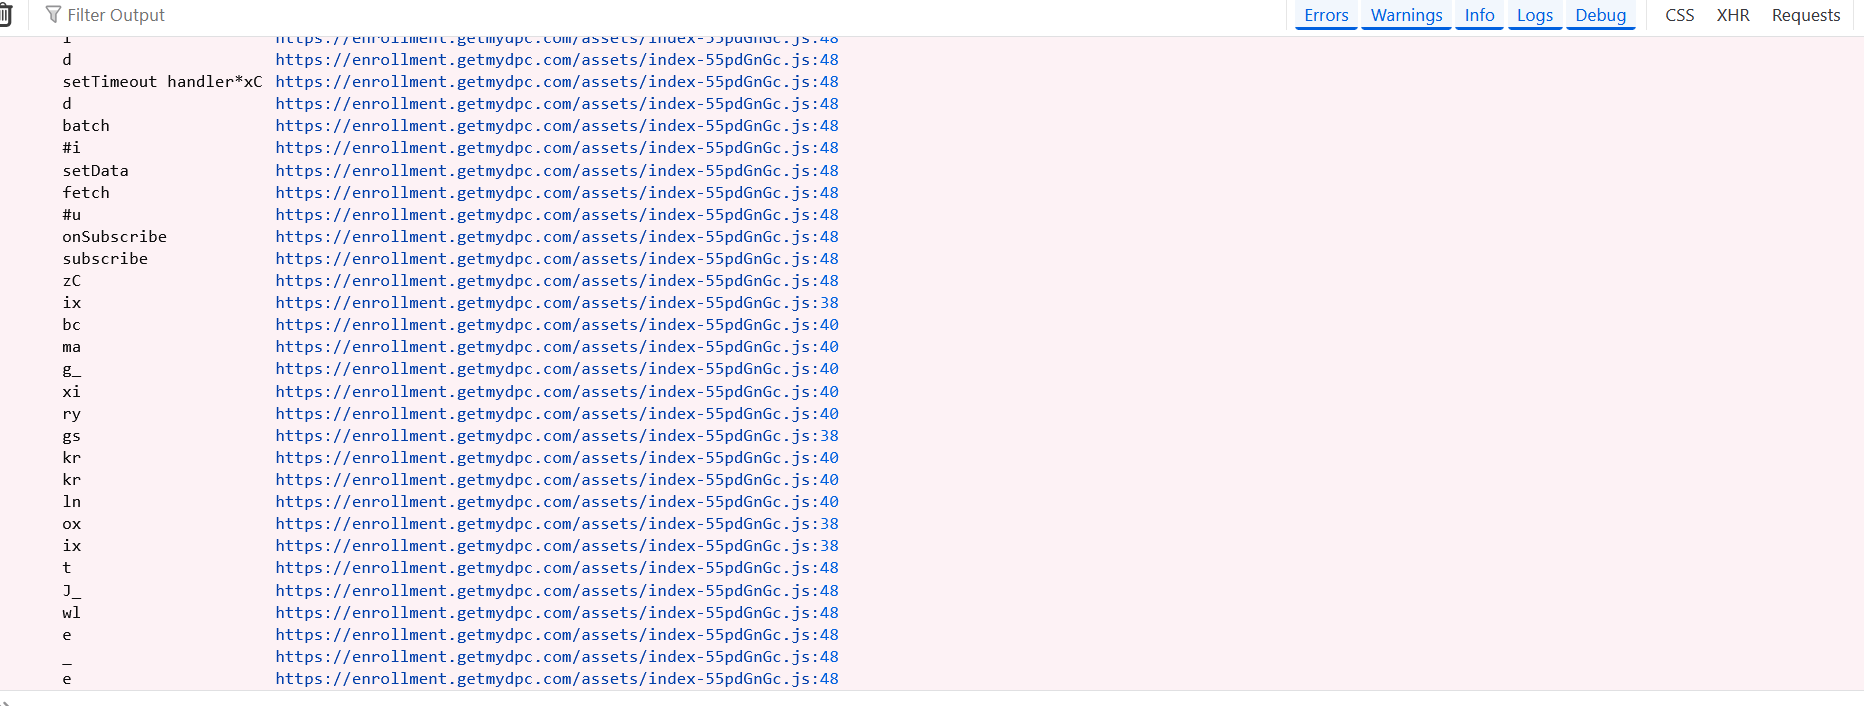 Filter Output Errors Warnings Info Logs Debug CSS XHR Requests
https://enrollment.getmydpc.com/assets/index-55pdGnGc.js:48
d https://enrollment.getmydpc.com/assets/index-55pdGnGc.js:48
setTimeout handler*xC https://enrollment.getmydpc.com/assets/index-55pdGnGc.js:48
d https://enrollment.getmydpc.com/assets/index-55pdGnGc.js:48
batch https://enrollment.getmydpc.com/assets/index-55pdGnGc.js:48
#i https://enrollment.getmydpc.com/assets/index-55pdGnGc.js:48
setData https://enrollment.getmydpc.com/assets/index-55pdGnGc.js:48
fetch https://enrollment.getmydpc.com/assets/index-55pdGnGc.js:48
#u https://enrollment.getmydpc.com/assets/index-55pdGnGc.js:48
onSubscribe https://enrollment.getmydpc.com/assets/index-55pdGnGc.js:48
subscribe https://enrollment.getmydpc.com/assets/index-55pdGnGc.js:48
zC https://enrollment.getmydpc.com/assets/index-55pdGnGc.js:48
ix https://enrollment.getmydpc.com/assets/index-55pdGnGc.js:38
bc https://enrollment.getmydpc.com/assets/index-55pdGnGc.js:40
ma https://enrollment.getmydpc.com/assets/index-55pdGnGc.js:40
g_ https://enrollment.getmydpc.com/assets/index-55pdGnGc.js:40
xi https://enrollment.getmydpc.com/assets/index-55pdGnGc.js:40
ry https://enrollment.getmydpc.com/assets/index-55pdGnGc.js:40
gs https://enrollment.getmydpc.com/assets/index-55pdGnGc.js:38
kr https://enrollment.getmydpc.com/assets/index-55pdGnGc.js:40
kr https://enrollment.getmydpc.com/assets/index-55pdGnGc.js:40
ln https://enrollment.getmydpc.com/assets/index-55pdGnGc.js:40
ox https://enrollment.getmydpc.com/assets/index-55pdGnGc.js:38
ix https://enrollment.getmydpc.com/assets/index-55pdGnGc.js:38
t https://enrollment.getmydpc.com/assets/index-55pdGnGc.js:48
J_ https://enrollment.getmydpc.com/assets/index-55pdGnGc.js:48
wl https://enrollment.getmydpc.com/assets/index-55pdGnGc.js:48
e https://enrollment.getmydpc.com/assets/index-55pdGnGc.js:48
_ https://enrollment.getmydpc.com/assets/index-55pdGnGc.js:48
e https://enrollment.getmydpc.com/assets/index-55pdGnGc.js:48